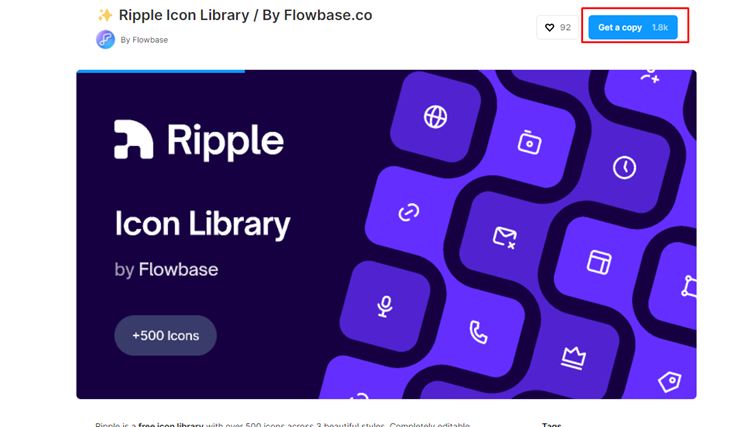 ✨ Ripple Icon Library / By Flowbase.co
By Flowbase
92
Get a copy 1.8k
Ripple
Icon Library
by Flowbase
+500 Icons
Ripple is a free icon library with over 500 icons across 3 beautiful styles. Completely editable
Tags